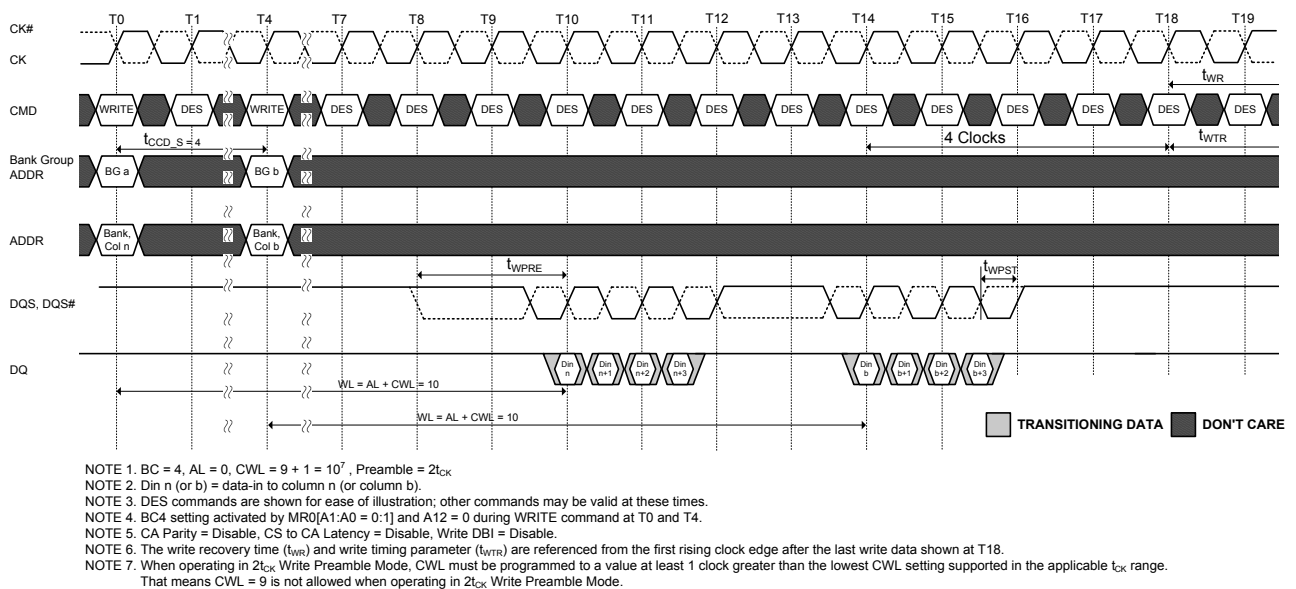 T0 T1 T4 T7 T8 T9 T10 T11 T12 T13 T14 T15 T16 T17 T18 T19
CK#
CK
tWR
CMD WRITE DES WRITE DES DES DES DES DES DES DES DES DES DES DES DES DES
tCCD_S = 4
4 Clocks
tWTR
Bank Group
ADDR
BG a BG b
ADDR
Bank, Col n
Bank, Col b
tWPRE
tWPST
DQS, DQS#
DQ
Din n
Din n+1
Din n+2
Din n+3
Din b
Din b+1
Din b+2
Din b+3
WL = AL + CWL = 10
WL = AL + CWL = 10
TRANSITIONING DATA
DON'T CARE
NOTE 1. BC = 4, AL = 0, CWL = 9 + 1 = 10⁷ , Preamble = 2tCK
NOTE 2. Din n (or b) = data-in to column n (or column b).
NOTE 3. DES commands are shown for ease of illustration; other commands may be valid at these times.
NOTE 4. BC4 setting activated by MR0[A1:A0 = 0:1] and A12 = 0 during WRITE command at T0 and T4.
NOTE 5. CA Parity = Disable, CS to CA Latency = Disable, Write DBI = Disable.
NOTE 6. The write recovery time (tWR) and write timing parameter (tWTR) are referenced from the first rising clock edge after the last write data shown at T18.
NOTE 7. When operating in 2tCK Write Preamble Mode, CWL must be programmed to a value at least 1 clock greater than the lowest CWL setting supported in the applicable tCK range.
That means CWL = 9 is not allowed when operating in 2tCK Write Preamble Mode.